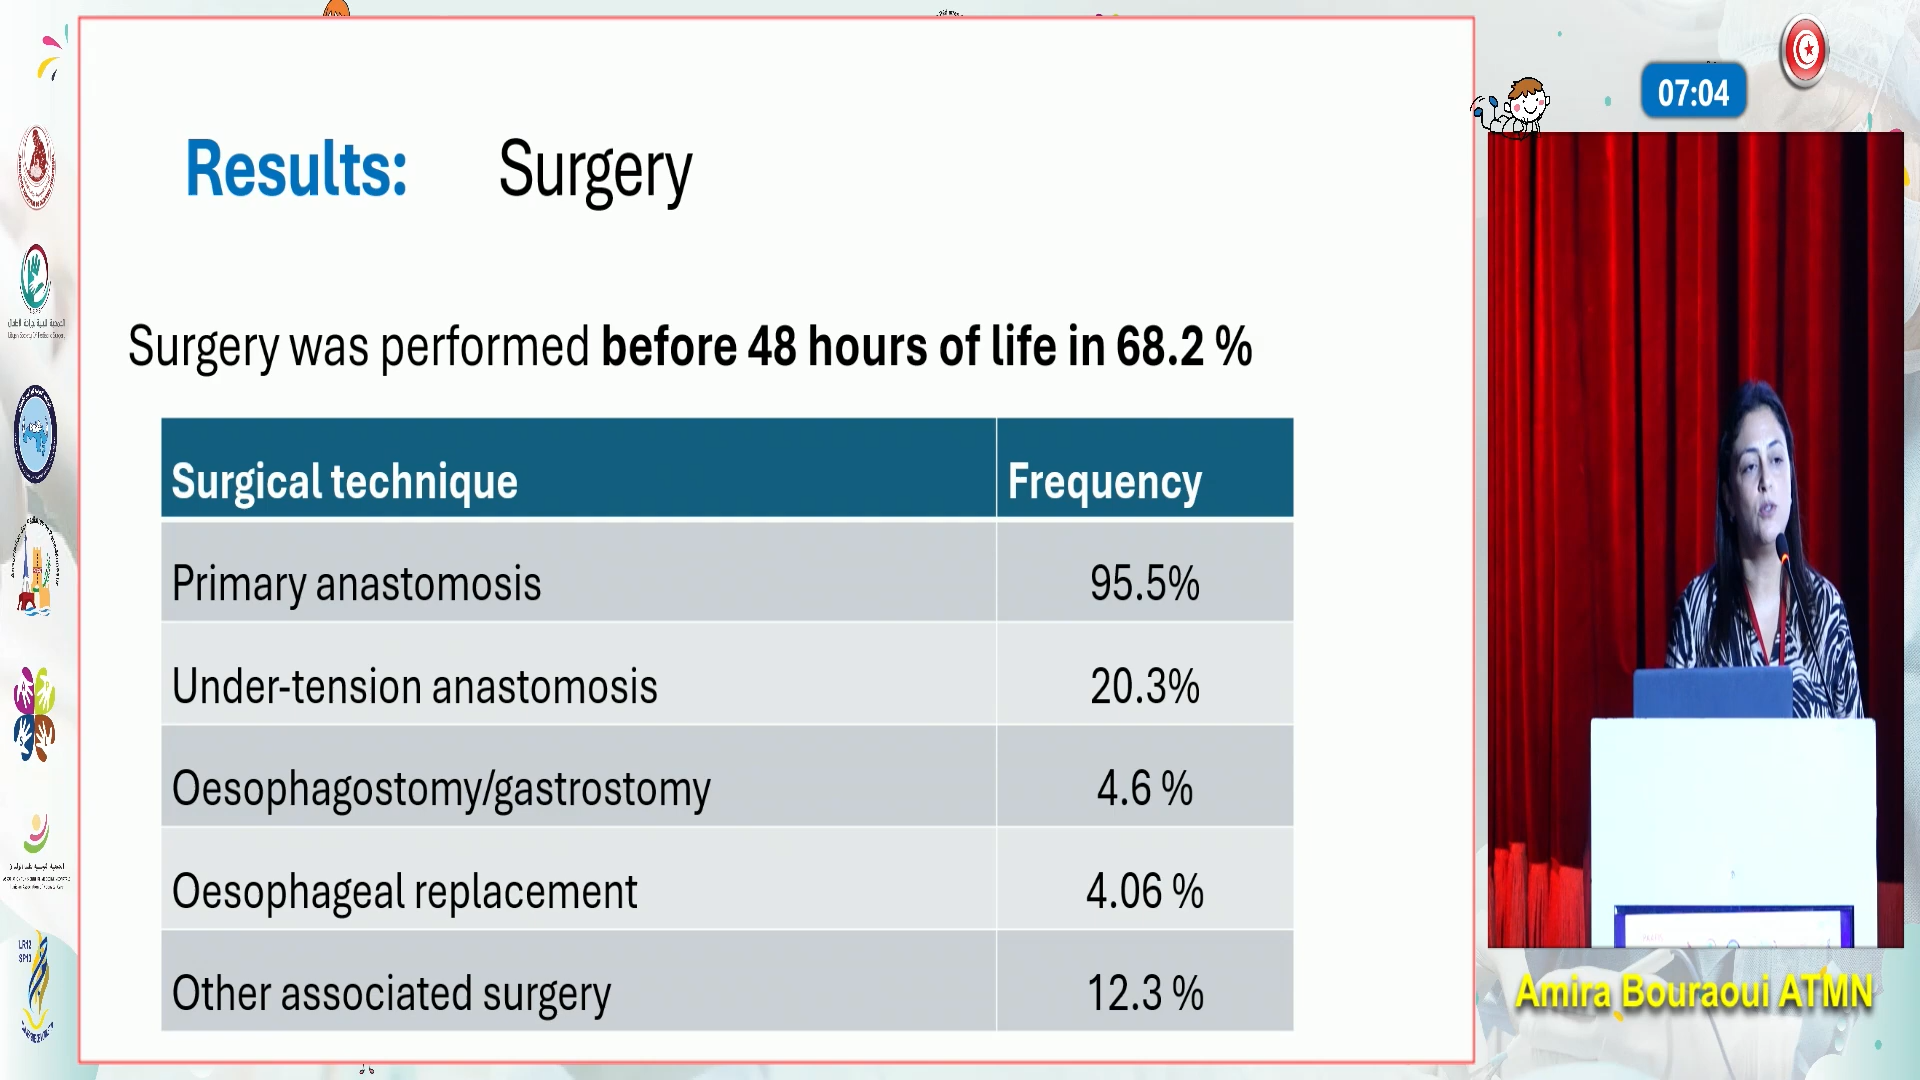 Results: Surgery
07:04
Surgery was performed before 48 hours of life in 68.2 %
Surgical technique Frequency
Primary anastomosis 95.5%
Under-tension anastomosis 20.3%
Oesophagostomy/gastrostomy 4.6 %
Oesophageal replacement 4.06 %
Other associated surgery 12.3 %
LR12
SP13
Amira Bouraoui ATMN